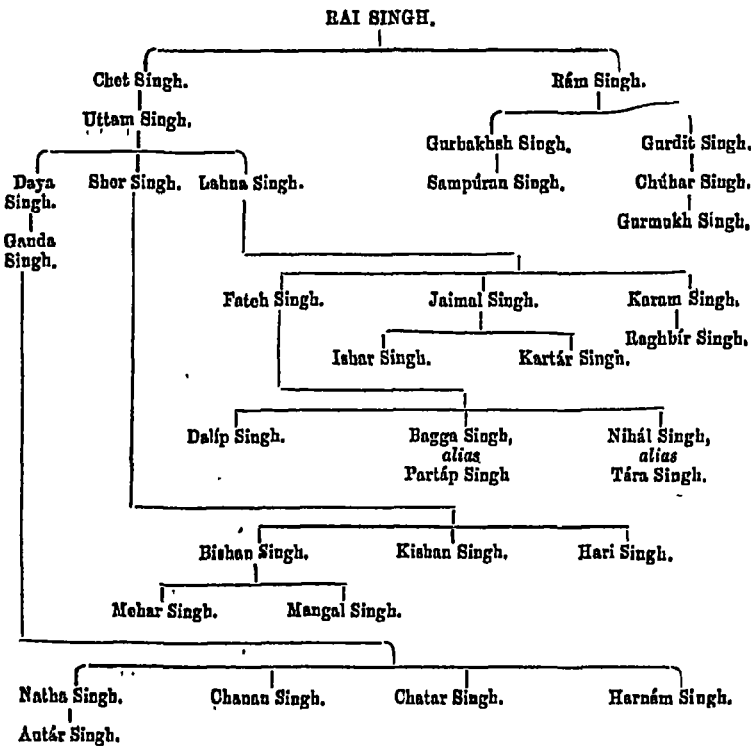 RAI SINGH.
Chet Singh. Rám Singh.
Uttam Singh.
Gurbakhsh Singh. Gurdit Singh.
Daya Singh. Sher Singh. Lahna Singh. Sampúran Singh. Chúhar Singh.
Gurmukh Singh.
Ganda Singh.
Fateh Singh. Jaimal Singh. Karam Singh.
Raghbír Singh.
Ishar Singh. Kartár Singh.
Dalíp Singh. Bagga Singh, Nihál Singh,
alias alias
Partáp Singh Tára Singh.
Bishan Singh. Kishan Singh. Hari Singh.
Mehar Singh. Mangal Singh.
Natha Singh. Chanan Singh. Chatar Singh. Harnám Singh.
Autár Singh.